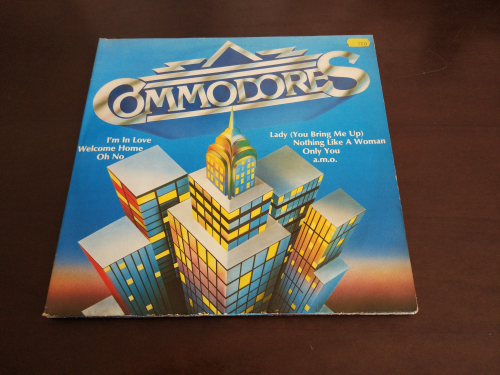 COMMODORES
I'm In Love
Welcome Home
Oh No
Lady (You Bring Me Up)
Nothing Like A Woman
Only You
a.m.o.